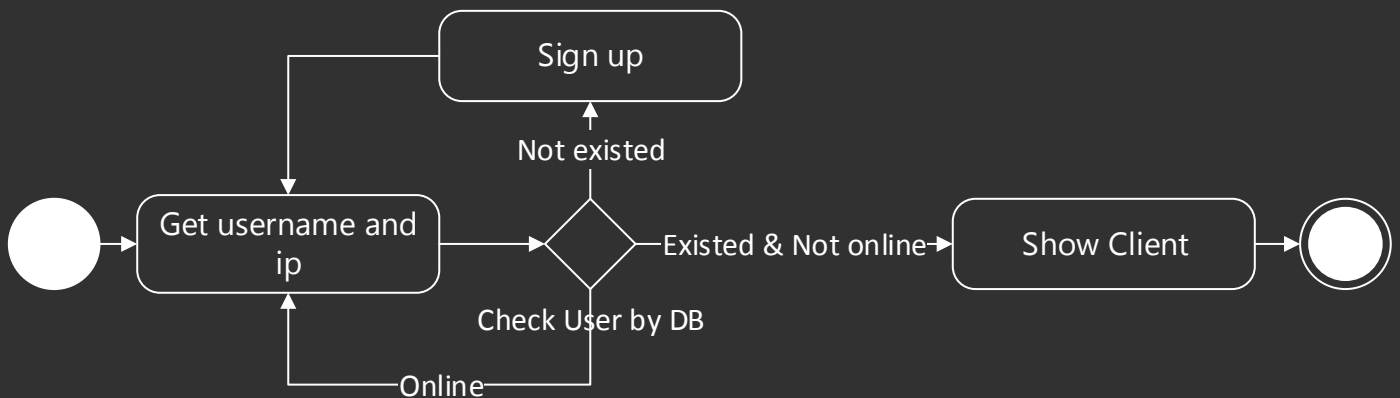 Sign up
Not existed
Get username and
ip
Existed & Not online
Show Client
Check User by DB
Online